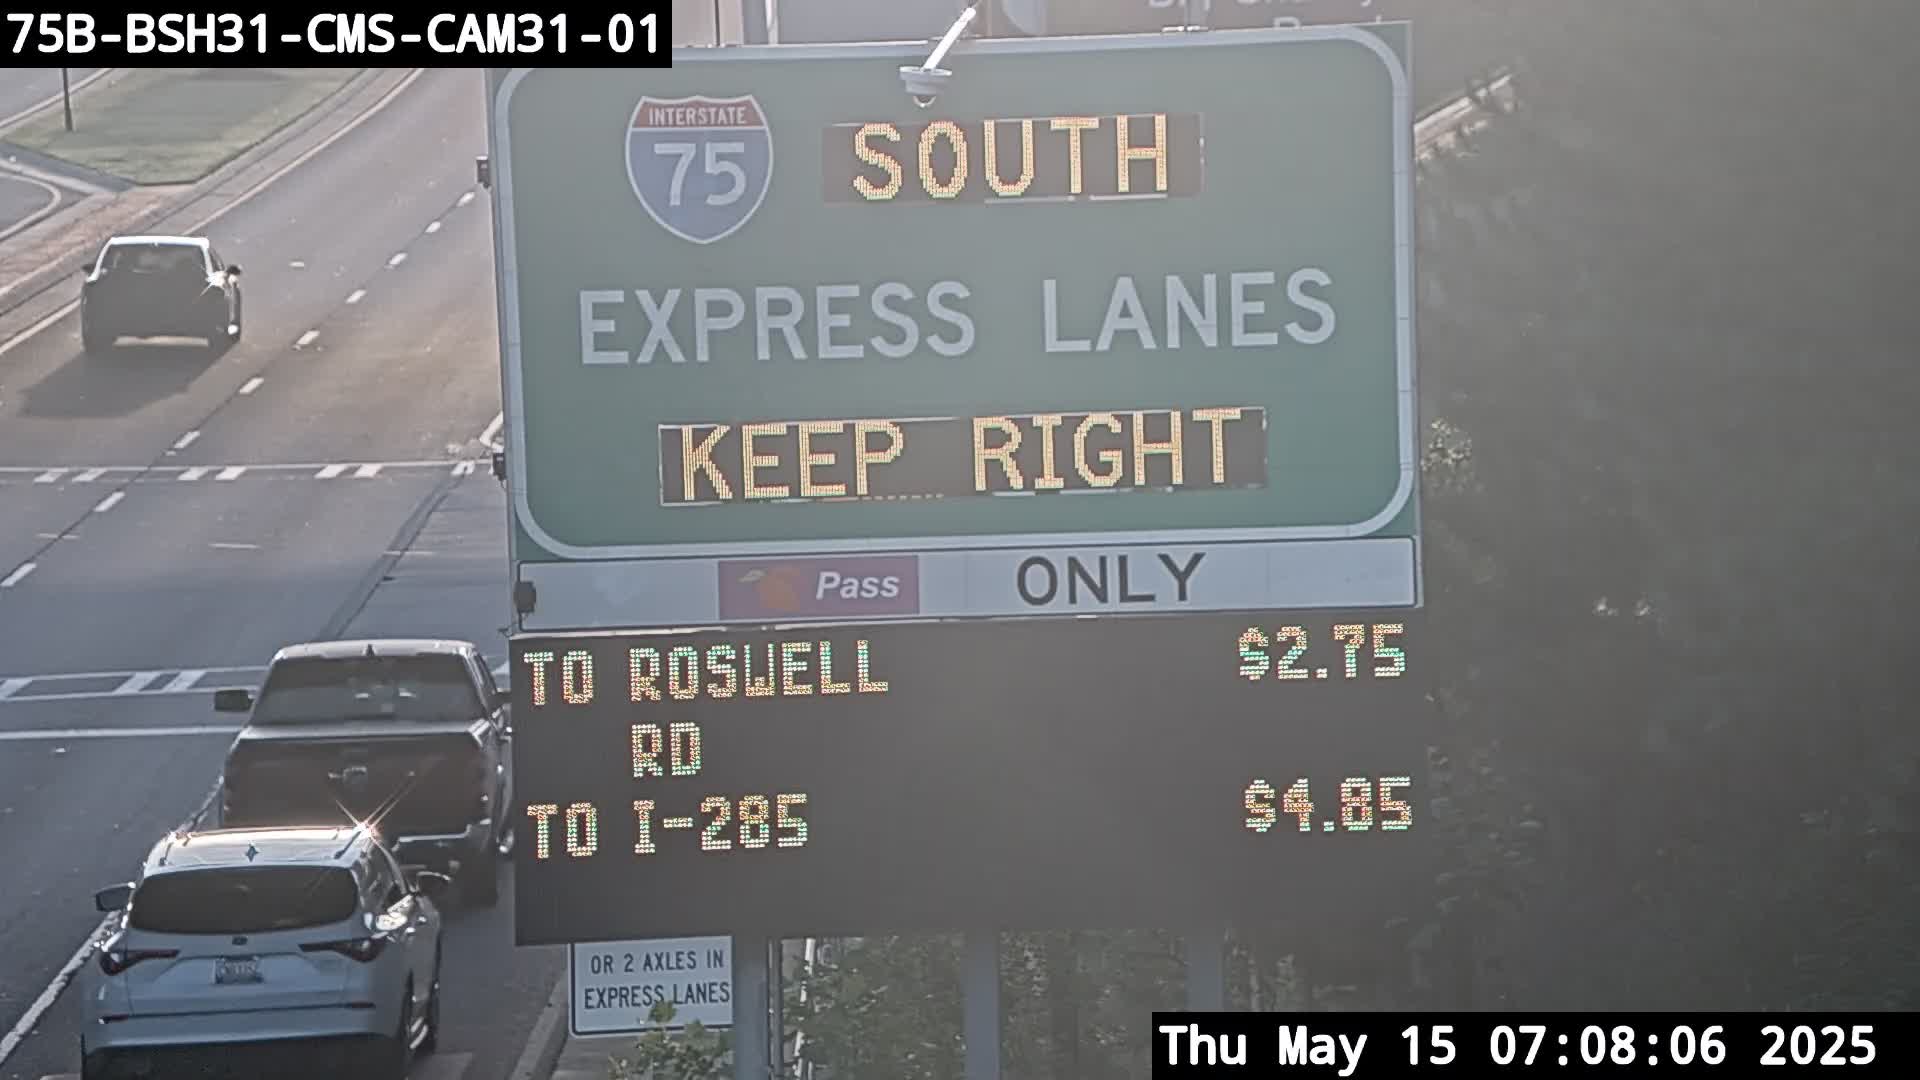 75B-BSH31-CMS-CAM31-01
INTERSTATE
75
SOUTH
EXPRESS LANES
KEEP RIGHT
Pass ONLY
TO ROSWELL $2.75
RD
TO I-285 $4.85
OR 2 AXLES IN
EXPRESS LANES
Thu May 15 07:08:06 2025